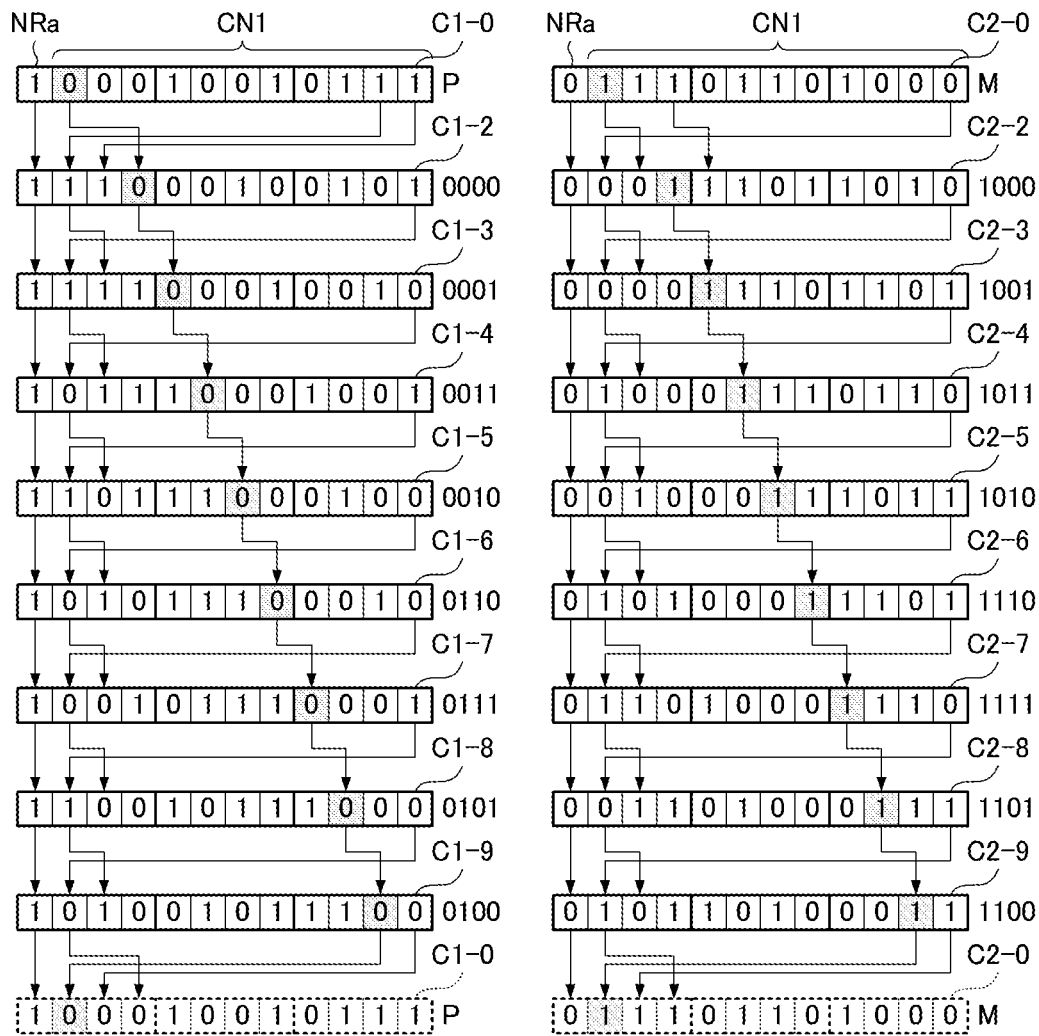 NRa CN1 C1-0 NRa CN1 C2-0
1 0 0 0 1 0 0 1 0 1 1 1 P 0 1 1 1 0 1 1 0 1 0 0 0 M
C1-2 C2-2
1 1 1 0 0 0 1 0 0 1 0 1 0000 0 0 0 1 1 1 0 1 1 0 1 0 1000
C1-3 C2-3
1 1 1 1 0 0 0 1 0 0 1 0 0001 0 0 0 0 1 1 1 0 1 1 0 1 1001
C1-4 C2-4
1 0 1 1 1 0 0 0 1 0 0 1 0011 0 1 0 0 0 1 1 1 0 1 1 0 1011
C1-5 C2-5
1 1 0 1 1 1 0 0 0 1 0 0 0010 0 0 1 0 0 0 1 1 1 0 1 1 1010
C1-6 C2-6
1 0 1 0 1 1 1 0 0 0 1 0 0110 0 1 0 1 0 0 0 1 1 1 0 1 1110
C1-7 C2-7
1 0 0 1 0 1 1 1 0 0 0 1 0111 0 1 1 0 1 0 0 0 1 1 1 0 1111
C1-8 C2-8
1 1 0 0 1 0 1 1 1 0 0 0 0101 0 0 1 1 0 1 0 0 0 1 1 1 1101
C1-9 C2-9
1 0 1 0 0 1 0 1 1 1 0 0 0100 0 1 0 1 1 0 1 0 0 0 1 1 1100
C1-0 C2-0
1 0 0 0 1 0 0 1 0 1 1 1 P 0 1 1 1 0 1 1 0 1 0 0 0 M